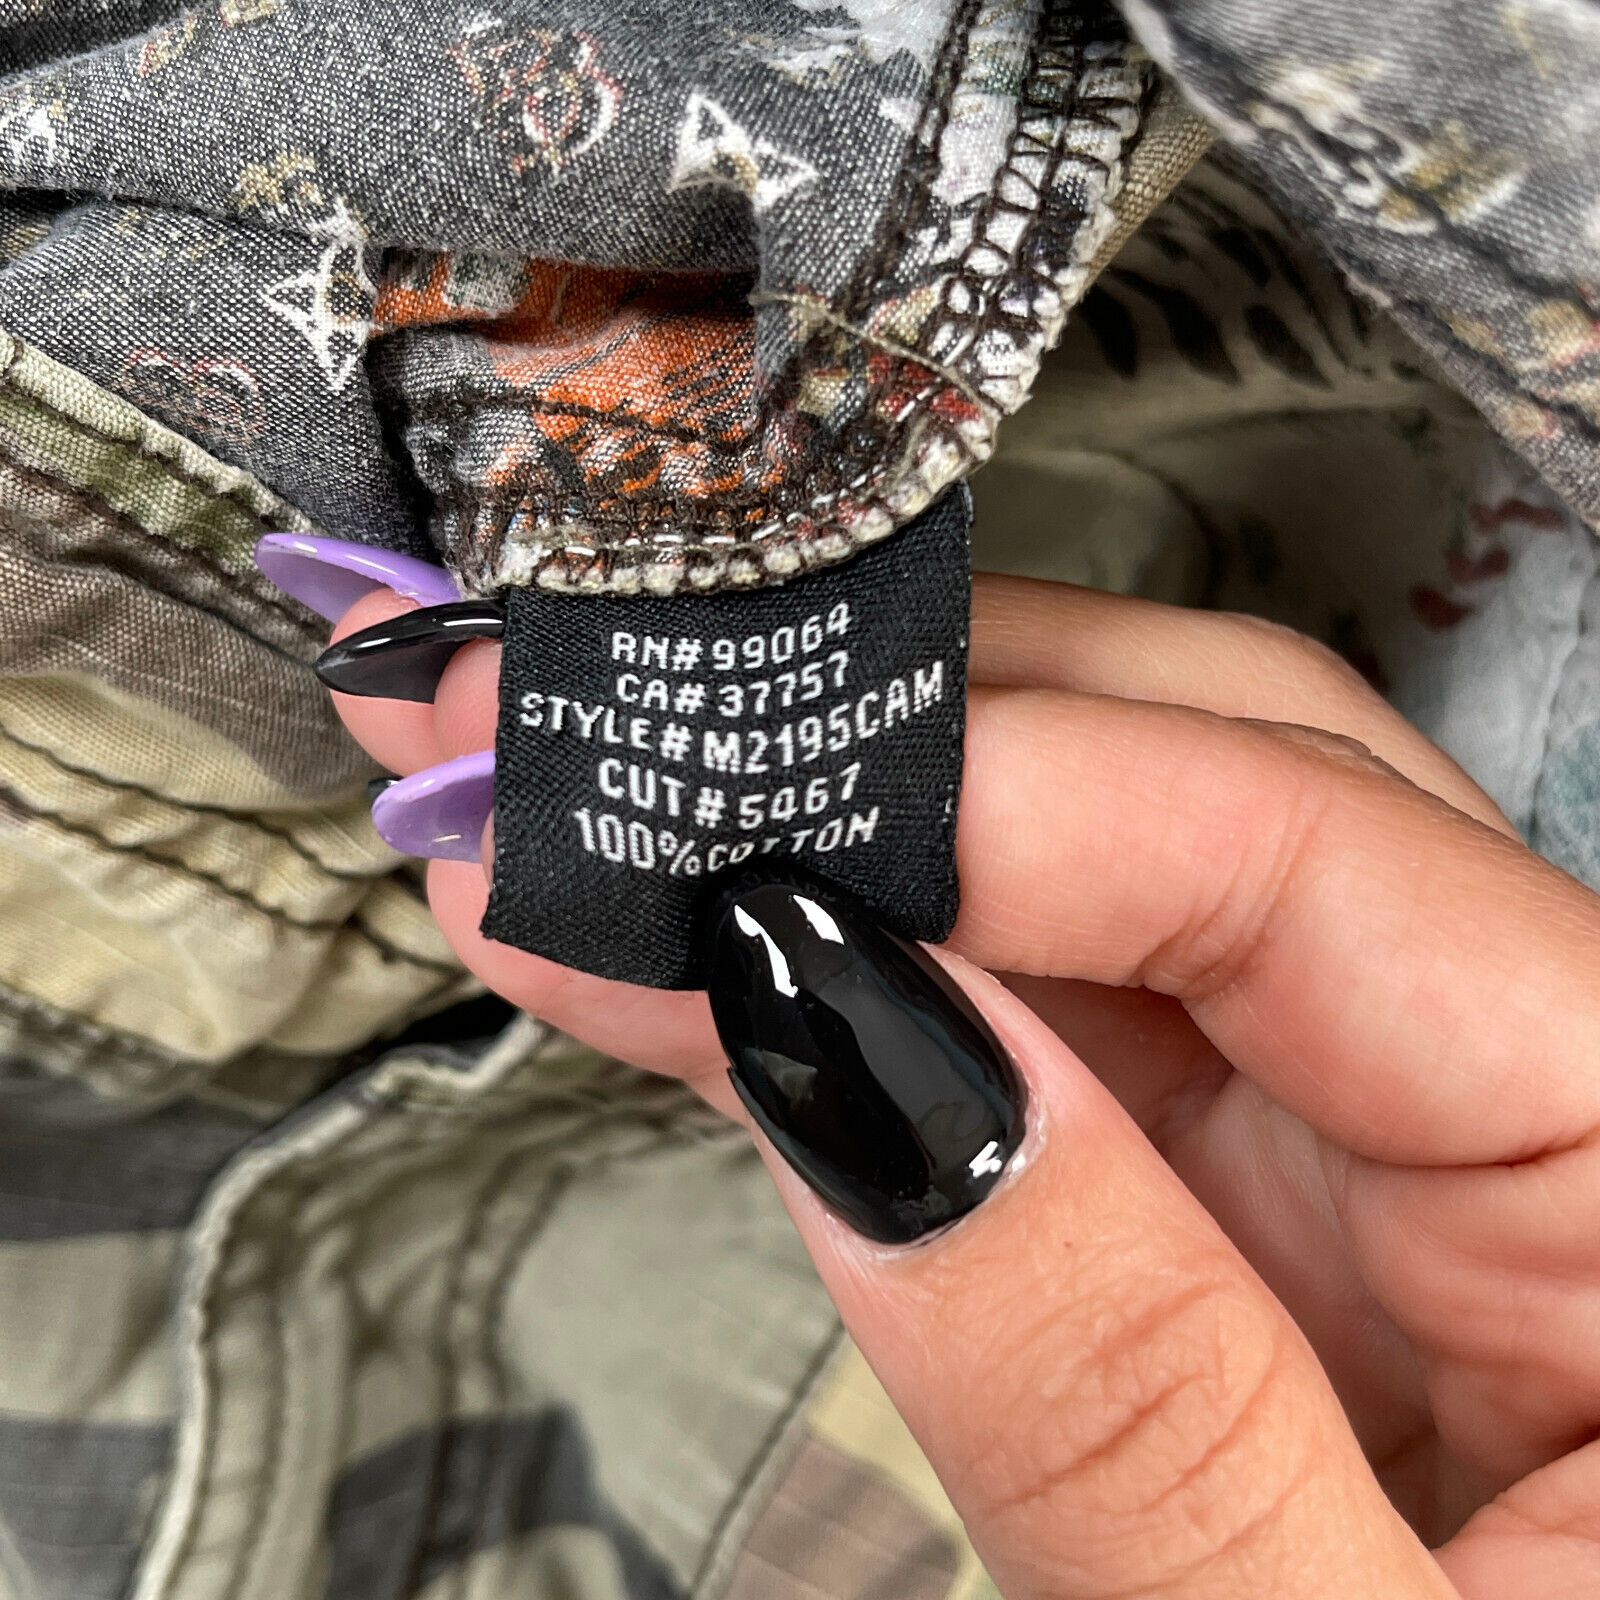 RN#99064
CA#37757
STYLE#M2195CAM
CUT#5467
100%COTTON